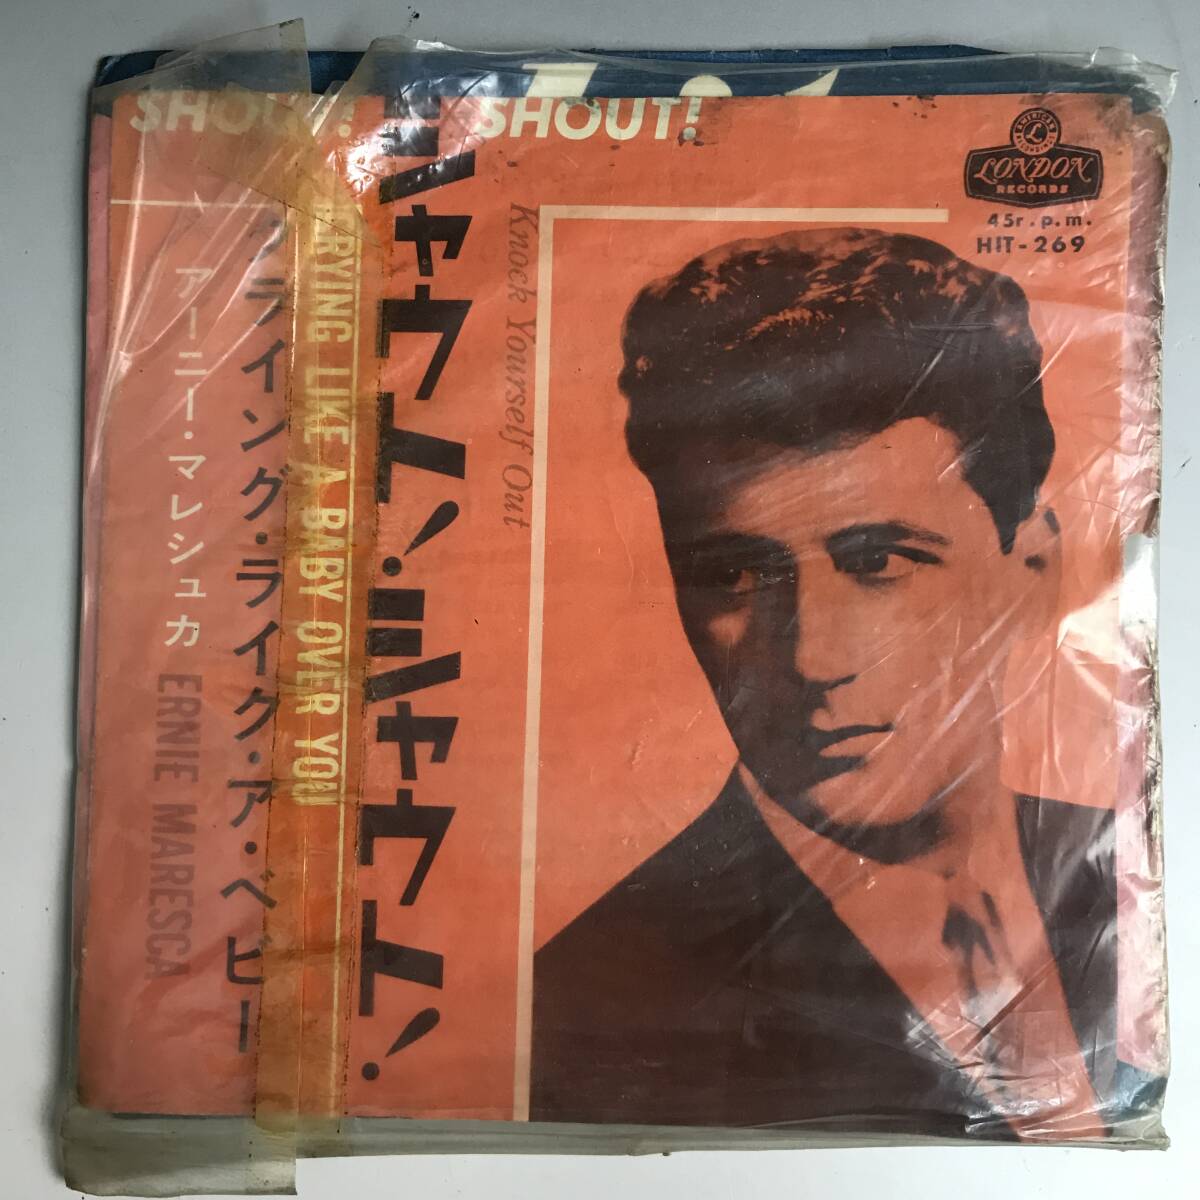 SHOUT! SHOUT!
Knock Yourself Out
シャウト!シャウト!
CRYING LIKE A BABY OVER YOU
クライング・ライク・ア・ベビー
アーニー・マレシュカ ERNIE MARESCA
AMERICAN
RECORDINGS
L
LONDON
RECORDS
45r.p.m.
HIT-269